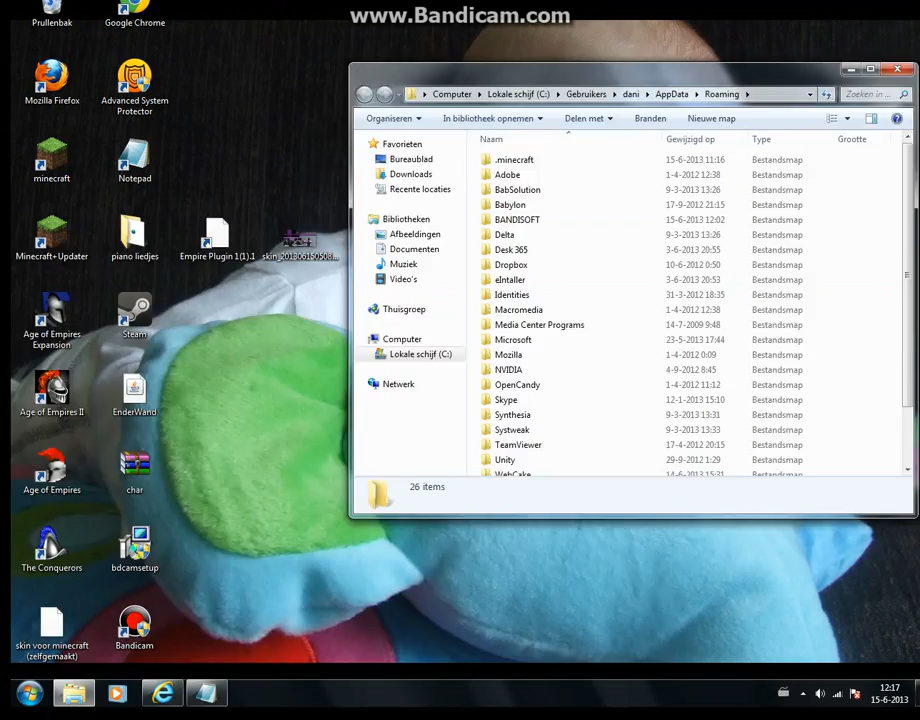 www.Bandicam.com
Prullenbak
Google Chrome
Mozilla Firefox
Advanced System
Protector
minecraft
Notepad
Minecraft+Updater
piano liedjes
Empire Plugin 1(1).1
skin_201306150508...
Age of Empires
Expansion
Steam
Age of Empires II
EnderWand
Age of Empires
char
The Conquerors
bdcamsetup
skin voor minecraft
(zelfgemaakt)
Bandicam
Computer Lokale schijf (C:) Gebruikers dani AppData Roaming
Zoeken in ...
Organiseren In bibliotheek opnemen Delen met Branden Nieuwe map
Favorieten
Bureaublad
Downloads
Recente locaties
Bibliotheken
Afbeeldingen
Documenten
Muziek
Video's
Thuisgroep
Computer
Lokale schijf (C:)
Netwerk
Naam Gewijzigd op Type Grootte
.minecraft 15-6-2013 11:16 Bestandsmap
Adobe 1-4-2012 12:38 Bestandsmap
BabSolution 9-3-2013 13:26 Bestandsmap
Babylon 17-9-2012 21:15 Bestandsmap
BANDISOFT 15-6-2013 12:02 Bestandsmap
Delta 9-3-2013 13:26 Bestandsmap
Desk 365 3-6-2013 20:55 Bestandsmap
Dropbox 10-6-2012 0:50 Bestandsmap
eIntaller 3-6-2013 20:53 Bestandsmap
Identities 31-3-2012 18:35 Bestandsmap
Macromedia 1-4-2012 12:38 Bestandsmap
Media Center Programs 14-7-2009 9:48 Bestandsmap
Microsoft 23-5-2013 17:44 Bestandsmap
Mozilla 1-4-2012 0:09 Bestandsmap
NVIDIA 4-9-2012 8:45 Bestandsmap
OpenCandy 1-4-2012 11:12 Bestandsmap
Skype 12-1-2013 15:10 Bestandsmap
Synthesia 9-3-2013 13:31 Bestandsmap
Systweak 9-3-2013 13:33 Bestandsmap
TeamViewer 17-4-2012 20:15 Bestandsmap
Unity 29-9-2012 1:29 Bestandsmap
WebCake 14-6-2013 15:31 Bestandsmap
26 items
12:17
15-6-2013